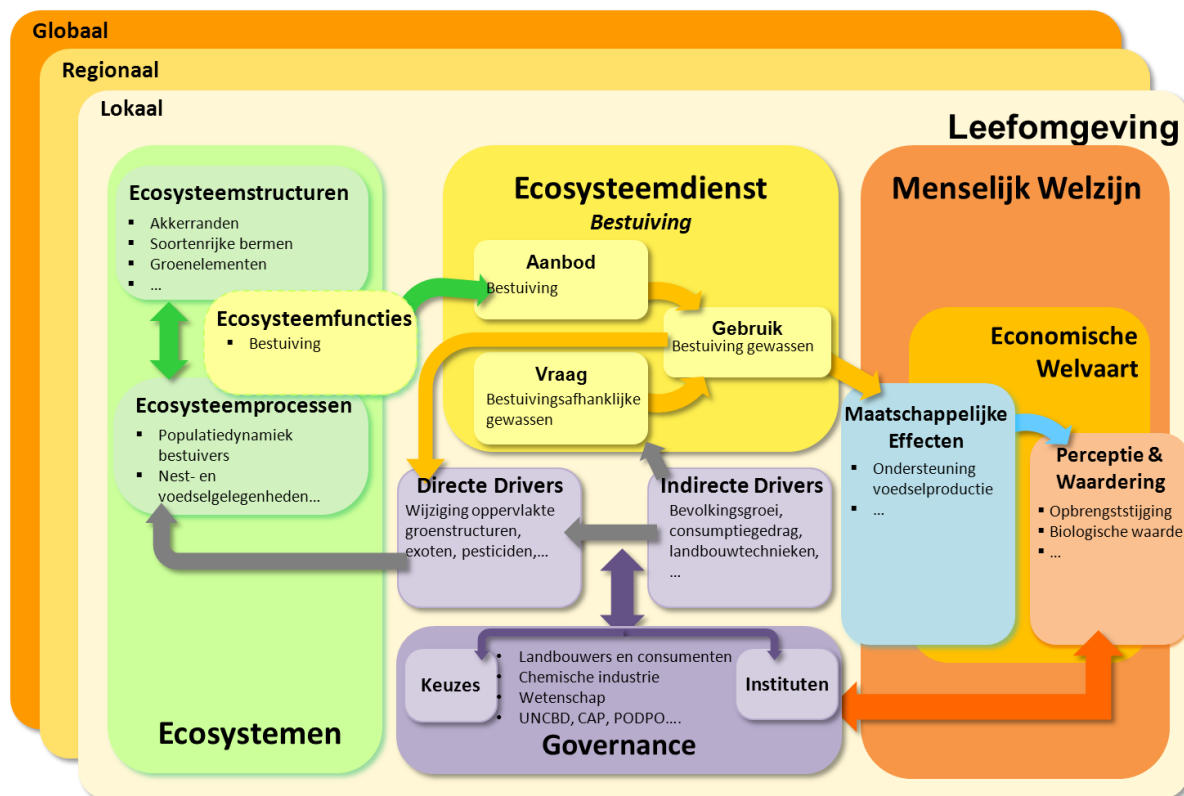 Globaal
Regionaal
Lokaal
Leefomgeving
Ecosysteemstructuren
▪ Akkerranden
▪ Soortenrijke bermen
▪ Groenelementen
▪ …
Ecosysteemfuncties
▪ Bestuiving
Ecosysteemprocessen
▪ Populatiedynamiek
bestuivers
▪ Nest- en
voedselgelegenheden…
Ecosystemen
Ecosysteemdienst
Bestuiving
Aanbod
Bestuiving
Gebruik
Bestuiving gewassen
Vraag
Bestuivingsafhanklijke
gewassen
Directe Drivers
Wijziging oppervlakte
groenstructuren,
exoten, pesticiden,…
Indirecte Drivers
Bevolkingsgroei,
consumptiegedrag,
landbouwtechnieken,
…
Keuzes
• Landbouwers en consumenten
• Chemische industrie
• Wetenschap
• UNCBD, CAP, PODPO….
Instituten
Governance
Menselijk Welzijn
Economische
Welvaart
Maatschappelijke
Effecten
▪ Ondersteuning
voedselproductie
▪ …
Perceptie &
Waardering
▪ Opbrengststijging
▪ Biologische waarde
▪ …